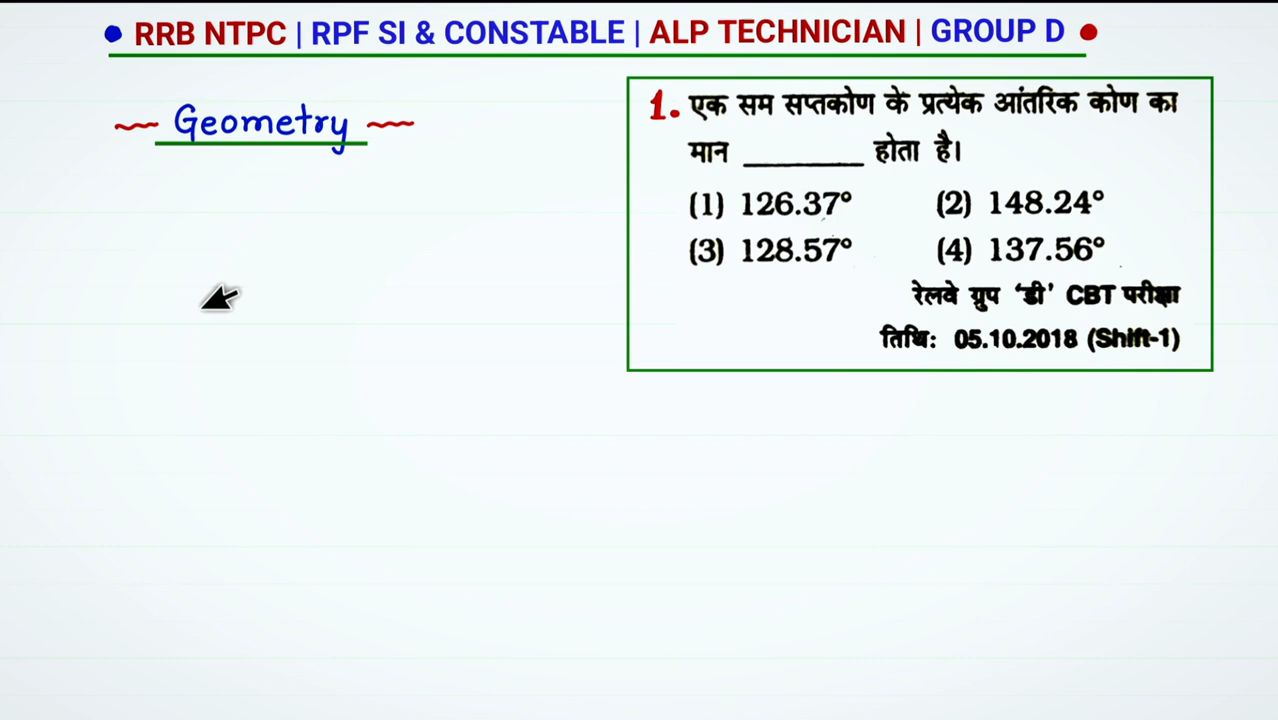 ● RRB NTPC | RPF SI & CONSTABLE | ALP TECHNICIAN | GROUP D ●
~ Geometry ~
1. एक सम सप्तकोण के प्रत्येक आंतरिक कोण का
मान ________ होता है।
(1) 126.37° (2) 148.24°
(3) 128.57° (4) 137.56°
रेलवे ग्रुप ‘डी’ CBT परीक्षा
तिथि: 05.10.2018 (Shift-1)